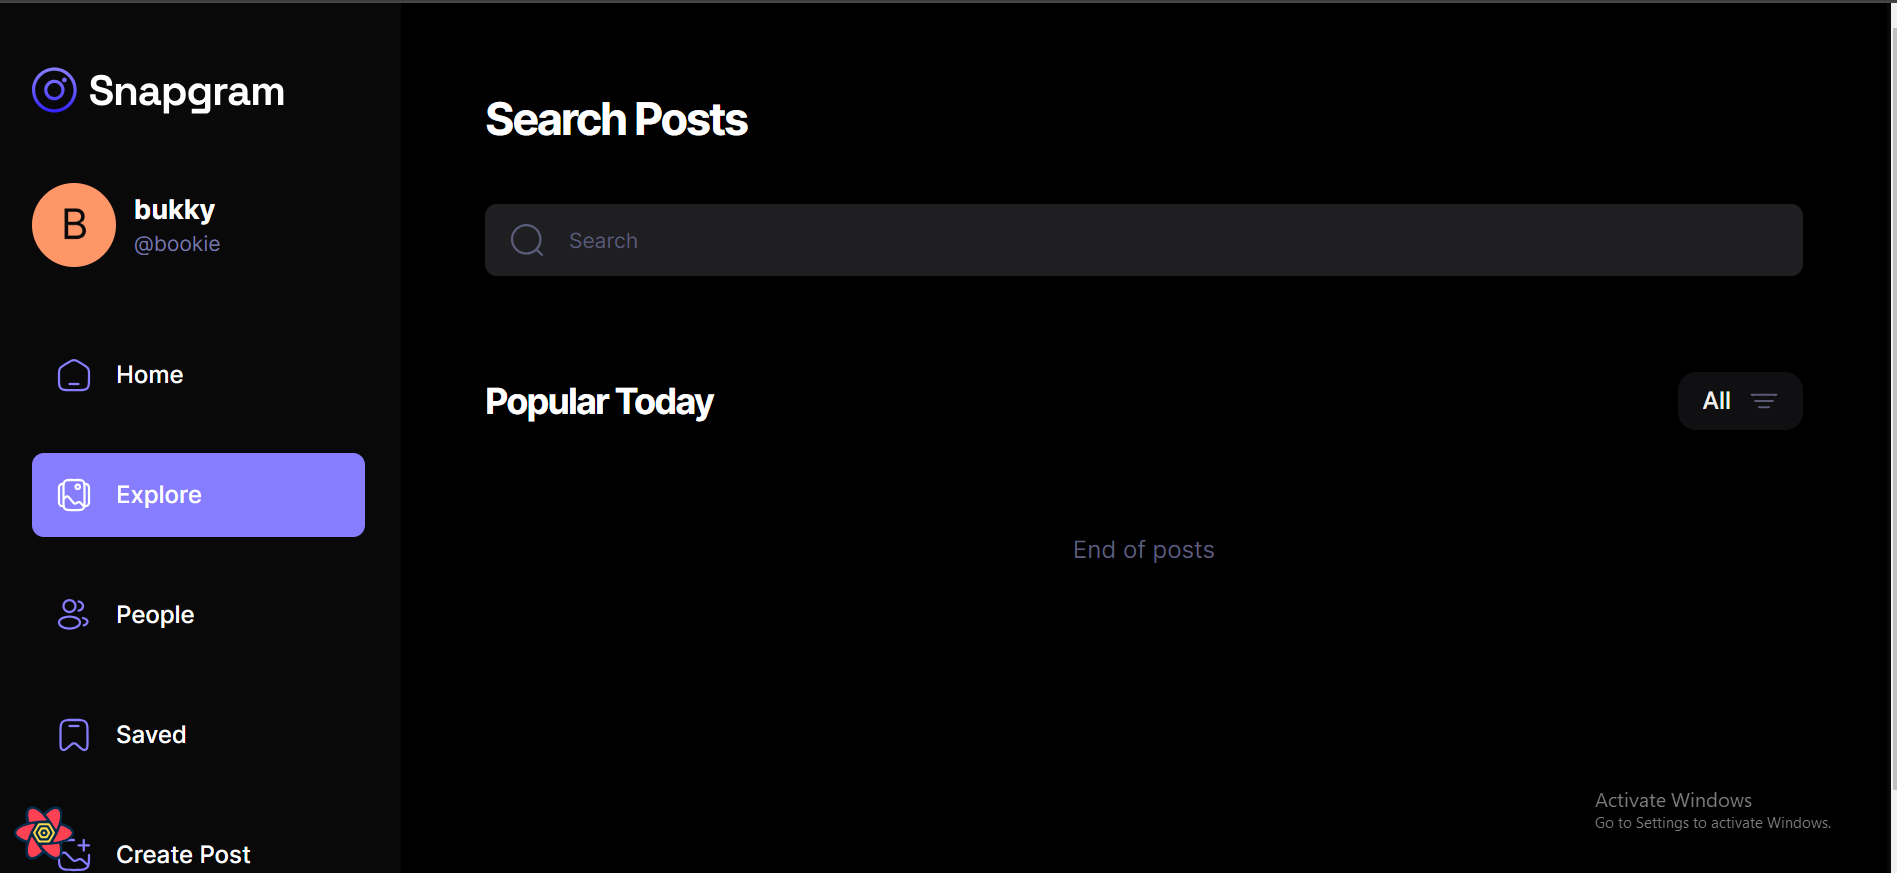 Snapgram
B
bukky
@bookie
Home
Explore
People
Saved
Create Post
Search Posts
Search
Popular Today
All
End of posts
Activate Windows
Go to Settings to activate Windows.